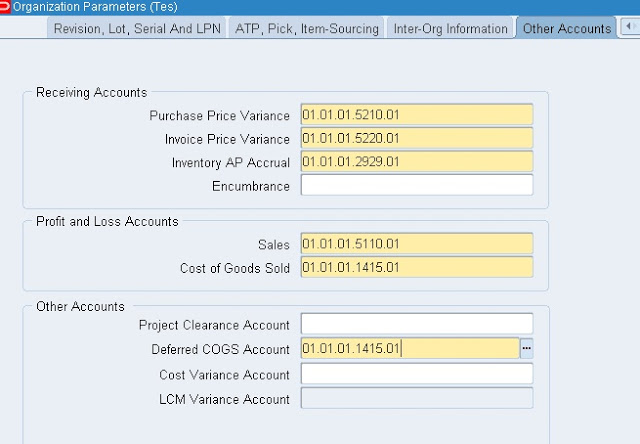 Organization Parameters (Tes)
Revision, Lot, Serial And LPN ATP, Pick, Item-Sourcing Inter-Org Information Other Accounts
Receiving Accounts
Purchase Price Variance 01.01.01.5210.01
Invoice Price Variance 01.01.01.5220.01
Inventory AP Accrual 01.01.01.2929.01
Encumbrance
Profit and Loss Accounts
Sales 01.01.01.5110.01
Cost of Goods Sold 01.01.01.1415.01
Other Accounts
Project Clearance Account
Deferred COGS Account 01.01.01.1415.01 ...
Cost Variance Account
LCM Variance Account